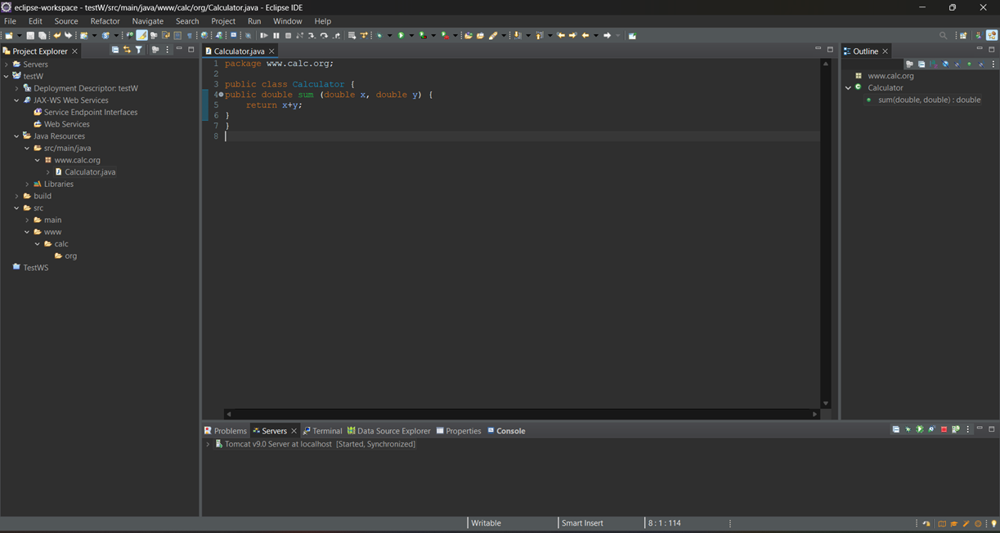 eclipse-workspace - testW/src/main/java/www/calc/org/Calculator.java - Eclipse IDE
File Edit Source Refactor Navigate Search Project Run Window Help
Project Explorer
Servers
testW
Deployment Descriptor: testW
JAX-WS Web Services
Service Endpoint Interfaces
Web Services
Java Resources
src/main/java
www.calc.org
Calculator.java
Libraries
build
src
main
www
calc
org
TestWS
Calculator.java
1 package www.calc.org;
2
3 public class Calculator {
4 public double sum (double x, double y) {
5 return x+y;
6 }
7 }
8
Outline
www.calc.org
Calculator
sum(double, double) : double
Problems Servers Terminal Data Source Explorer Properties Console
Tomcat v9.0 Server at localhost [Started, Synchronized]
Writable Smart Insert 8 : 1 : 114